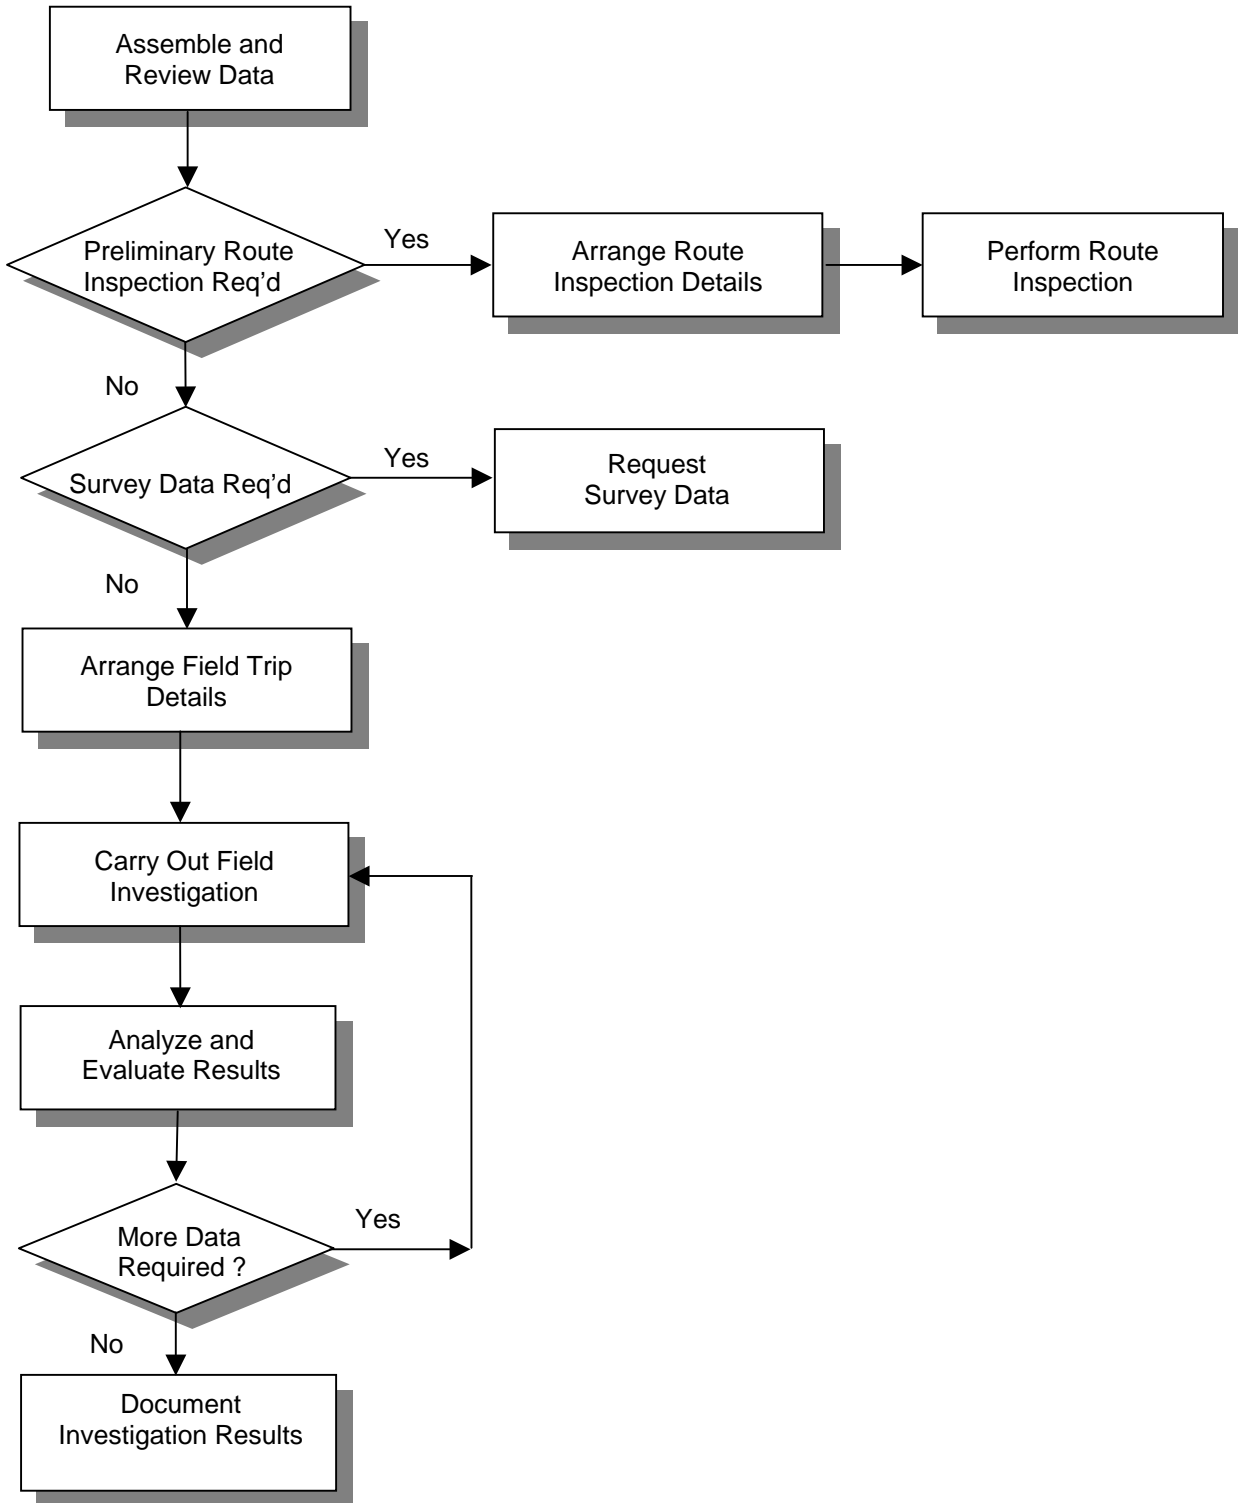 Assemble and
Review Data
Preliminary Route
Inspection Req’d
Yes
Arrange Route
Inspection Details
Perform Route
Inspection
No
Survey Data Req’d
Yes
Request
Survey Data
No
Arrange Field Trip
Details
Carry Out Field
Investigation
Analyze and
Evaluate Results
More Data
Required ?
Yes
No
Document
Investigation Results